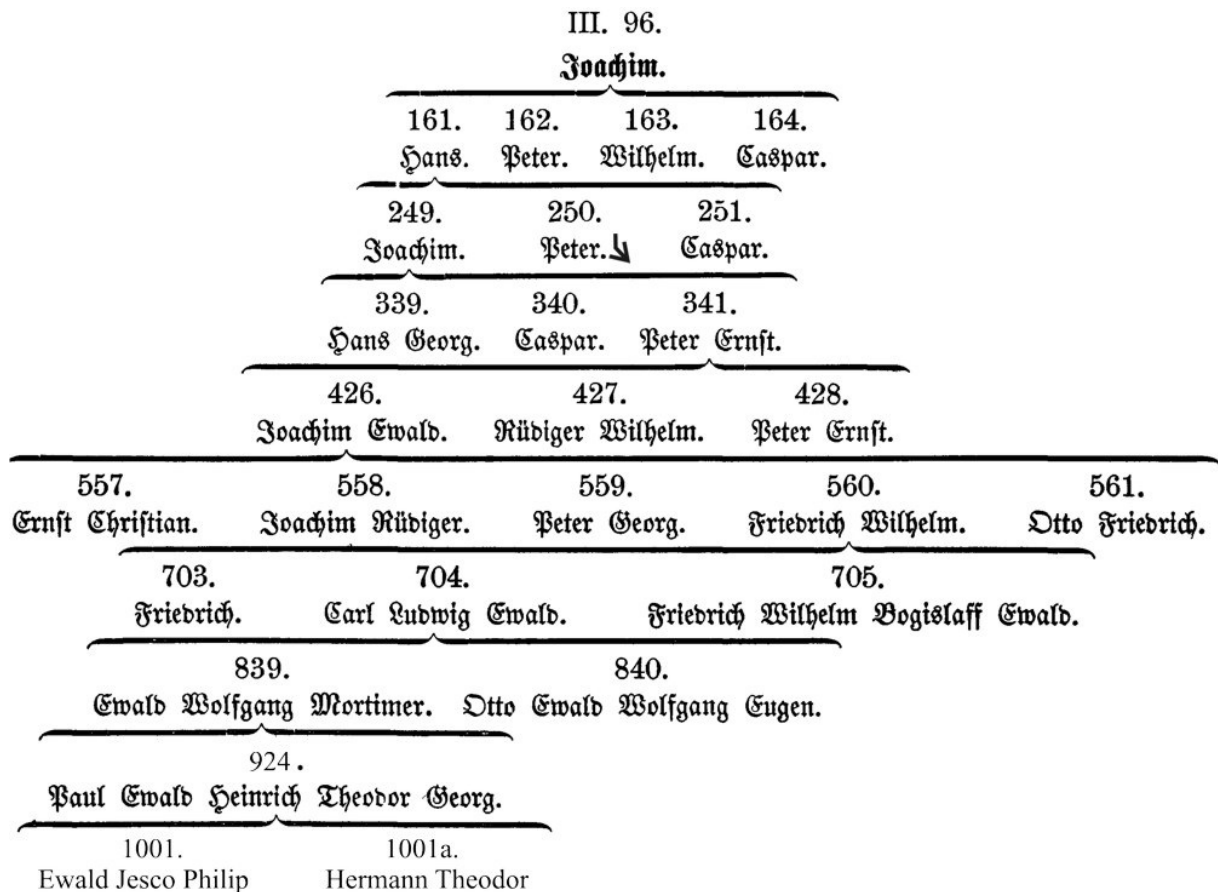 III. 96.
Joachim.
161. 162. 163. 164.
Hans. Peter. Wilhelm. Caspar.
249. 250. 251.
Joachim. Peter. Caspar.
339. 340. 341.
Hans Georg. Caspar. Peter Ernst.
426. 427. 428.
Joachim Ewald. Rüdiger Wilhelm. Peter Ernst.
557. 558. 559. 560. 561.
Ernst Christian. Joachim Rüdiger. Peter Georg. Friedrich Wilhelm. Otto Friedrich.
703. 704. 705.
Friedrich. Carl Ludwig Ewald. Friedrich Wilhelm Bogislaff Ewald.
839. 840.
Ewald Wolfgang Mortimer. Otto Ewald Wolfgang Eugen.
924.
Paul Ewald Heinrich Theodor Georg.
1001. 1001a.
Ewald Jesco Philip Hermann Theodor